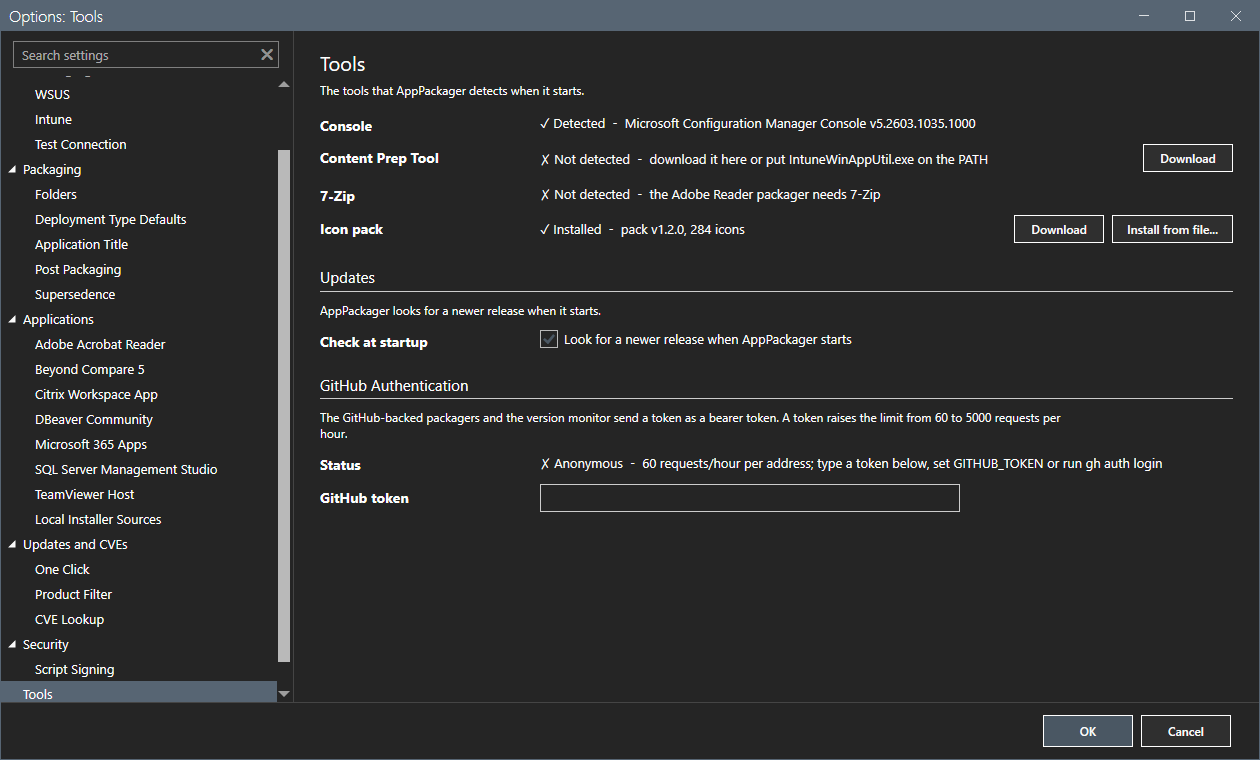 Options: Tools
Search settings
WSUS
Intune
Test Connection
Packaging
Folders
Deployment Type Defaults
Application Title
Post Packaging
Supersedence
Applications
Adobe Acrobat Reader
Beyond Compare 5
Citrix Workspace App
DBeaver Community
Microsoft 365 Apps
SQL Server Management Studio
TeamViewer Host
Local Installer Sources
Updates and CVEs
One Click
Product Filter
CVE Lookup
Security
Script Signing
Tools
Tools
The tools that AppPackager detects when it starts.
Console ✓ Detected - Microsoft Configuration Manager Console v5.2603.1035.1000
Content Prep Tool ✗ Not detected - download it here or put IntuneWinAppUtil.exe on the PATH Download
7-Zip ✗ Not detected - the Adobe Reader packager needs 7-Zip
Icon pack ✓ Installed - pack v1.2.0, 284 icons Download Install from file...
Updates
AppPackager looks for a newer release when it starts.
Check at startup Look for a newer release when AppPackager starts
GitHub Authentication
The GitHub-backed packagers and the version monitor send a token as a bearer token. A token raises the limit from 60 to 5000 requests per
hour.
Status ✗ Anonymous - 60 requests/hour per address; type a token below, set GITHUB_TOKEN or run gh auth login
GitHub token
OK Cancel